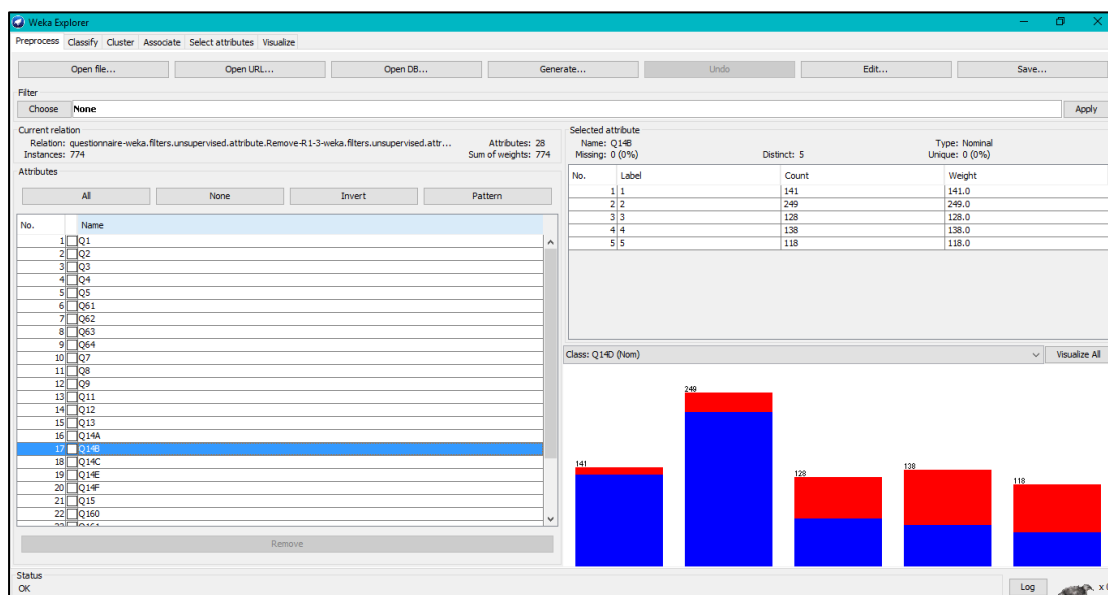 Weka Explorer
Preprocess Classify Cluster Associate Select attributes Visualize
Open file... Open URL... Open DB... Generate... Undo Edit... Save...
Filter
Choose None Apply
Current relation
Relation: questionnaire-weka.filters.unsupervised.attribute.Remove-R1-3-weka.filters.unsupervised.attr... Attributes: 28
Instances: 774 Sum of weights: 774
Attributes
All None Invert Pattern
No. Name
1 Q1
2 Q2
3 Q3
4 Q4
5 Q5
6 Q61
7 Q62
8 Q63
9 Q64
10 Q7
11 Q8
12 Q9
13 Q11
14 Q12
15 Q13
16 Q14A
17 Q14B
18 Q14C
19 Q14E
20 Q14F
21 Q15
22 Q160
Remove
Selected attribute
Name: Q14B Type: Nominal
Missing: 0 (0%) Distinct: 5 Unique: 0 (0%)
No. Label Count Weight
1 1 141 141.0
2 2 249 249.0
3 3 128 128.0
4 4 138 138.0
5 5 118 118.0
Class: Q14D (Nom) Visualize All
141 249 128 138 118
Status
OK
Log